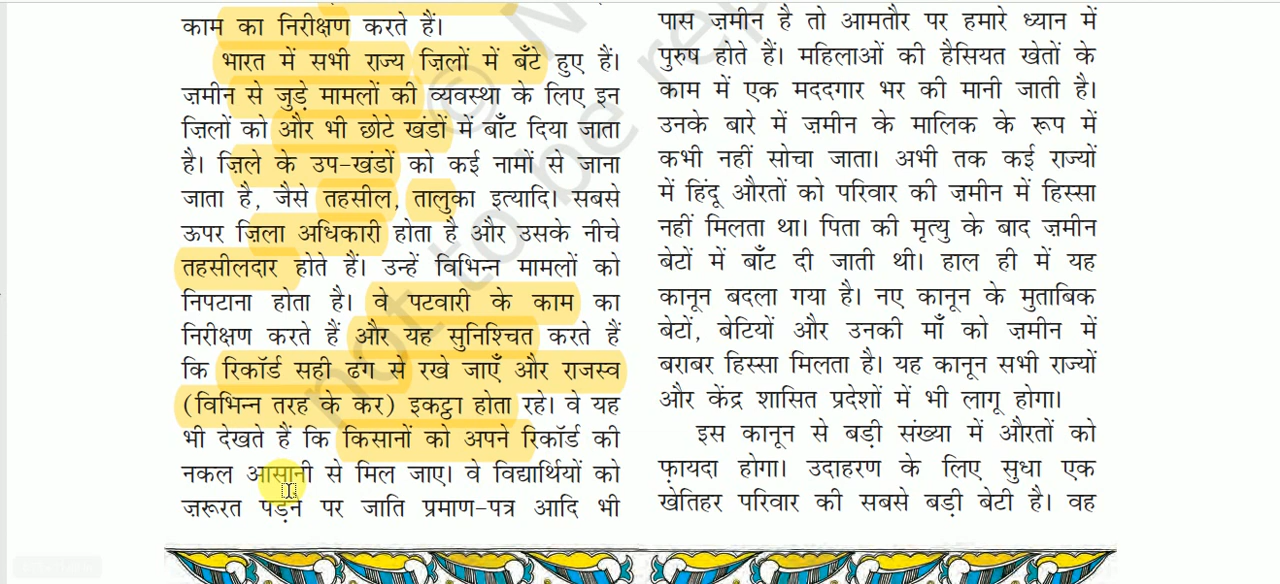 काम का निरीक्षण करते हैं।
भारत में सभी राज्य ज़िलों में बँटे हुए हैं।
ज़मीन से जुड़े मामलों की व्यवस्था के लिए इन
ज़िलों को और भी छोटे खंडों में बाँट दिया जाता
है। ज़िले के उप-खंडों को कई नामों से जाना
जाता है, जैसे तहसील, तालुका इत्यादि। सबसे
ऊपर ज़िला अधिकारी होता है और उसके नीचे
तहसीलदार होते हैं। उन्हें विभिन्न मामलों को
निपटाना होता है। वे पटवारी के काम का
निरीक्षण करते हैं और यह सुनिश्चित करते हैं
कि रिकॉर्ड सही ढंग से रखे जाएँ और राजस्व
(विभिन्न तरह के कर) इकट्ठा होता रहे। वे यह
भी देखते हैं कि किसानों को अपने रिकॉर्ड की
नकल आसानी से मिल जाए। वे विद्यार्थियों को
ज़रूरत पड़ने पर जाति प्रमाण-पत्र आदि भी
पास ज़मीन है तो आमतौर पर हमारे ध्यान में
पुरुष होते हैं। महिलाओं की हैसियत खेतों के
काम में एक मददगार भर की मानी जाती है।
उनके बारे में ज़मीन के मालिक के रूप में
कभी नहीं सोचा जाता। अभी तक कई राज्यों
में हिंदू औरतों को परिवार की ज़मीन में हिस्सा
नहीं मिलता था। पिता की मृत्यु के बाद ज़मीन
बेटों में बाँट दी जाती थी। हाल ही में यह
कानून बदला गया है। नए कानून के मुताबिक
बेटों, बेटियों और उनकी माँ को ज़मीन में
बराबर हिस्सा मिलता है। यह कानून सभी राज्यों
और केंद्र शासित प्रदेशों में भी लागू होगा।
इस कानून से बड़ी संख्या में औरतों को
फ़ायदा होगा। उदाहरण के लिए सुधा एक
खेतिहर परिवार की सबसे बड़ी बेटी है। वह
© N
not to be rep